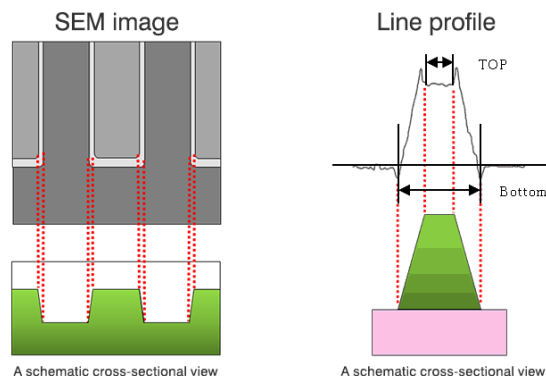 SEM image
Line profile
TOP
Bottom
A schematic cross-sectional view
A schematic cross-sectional view